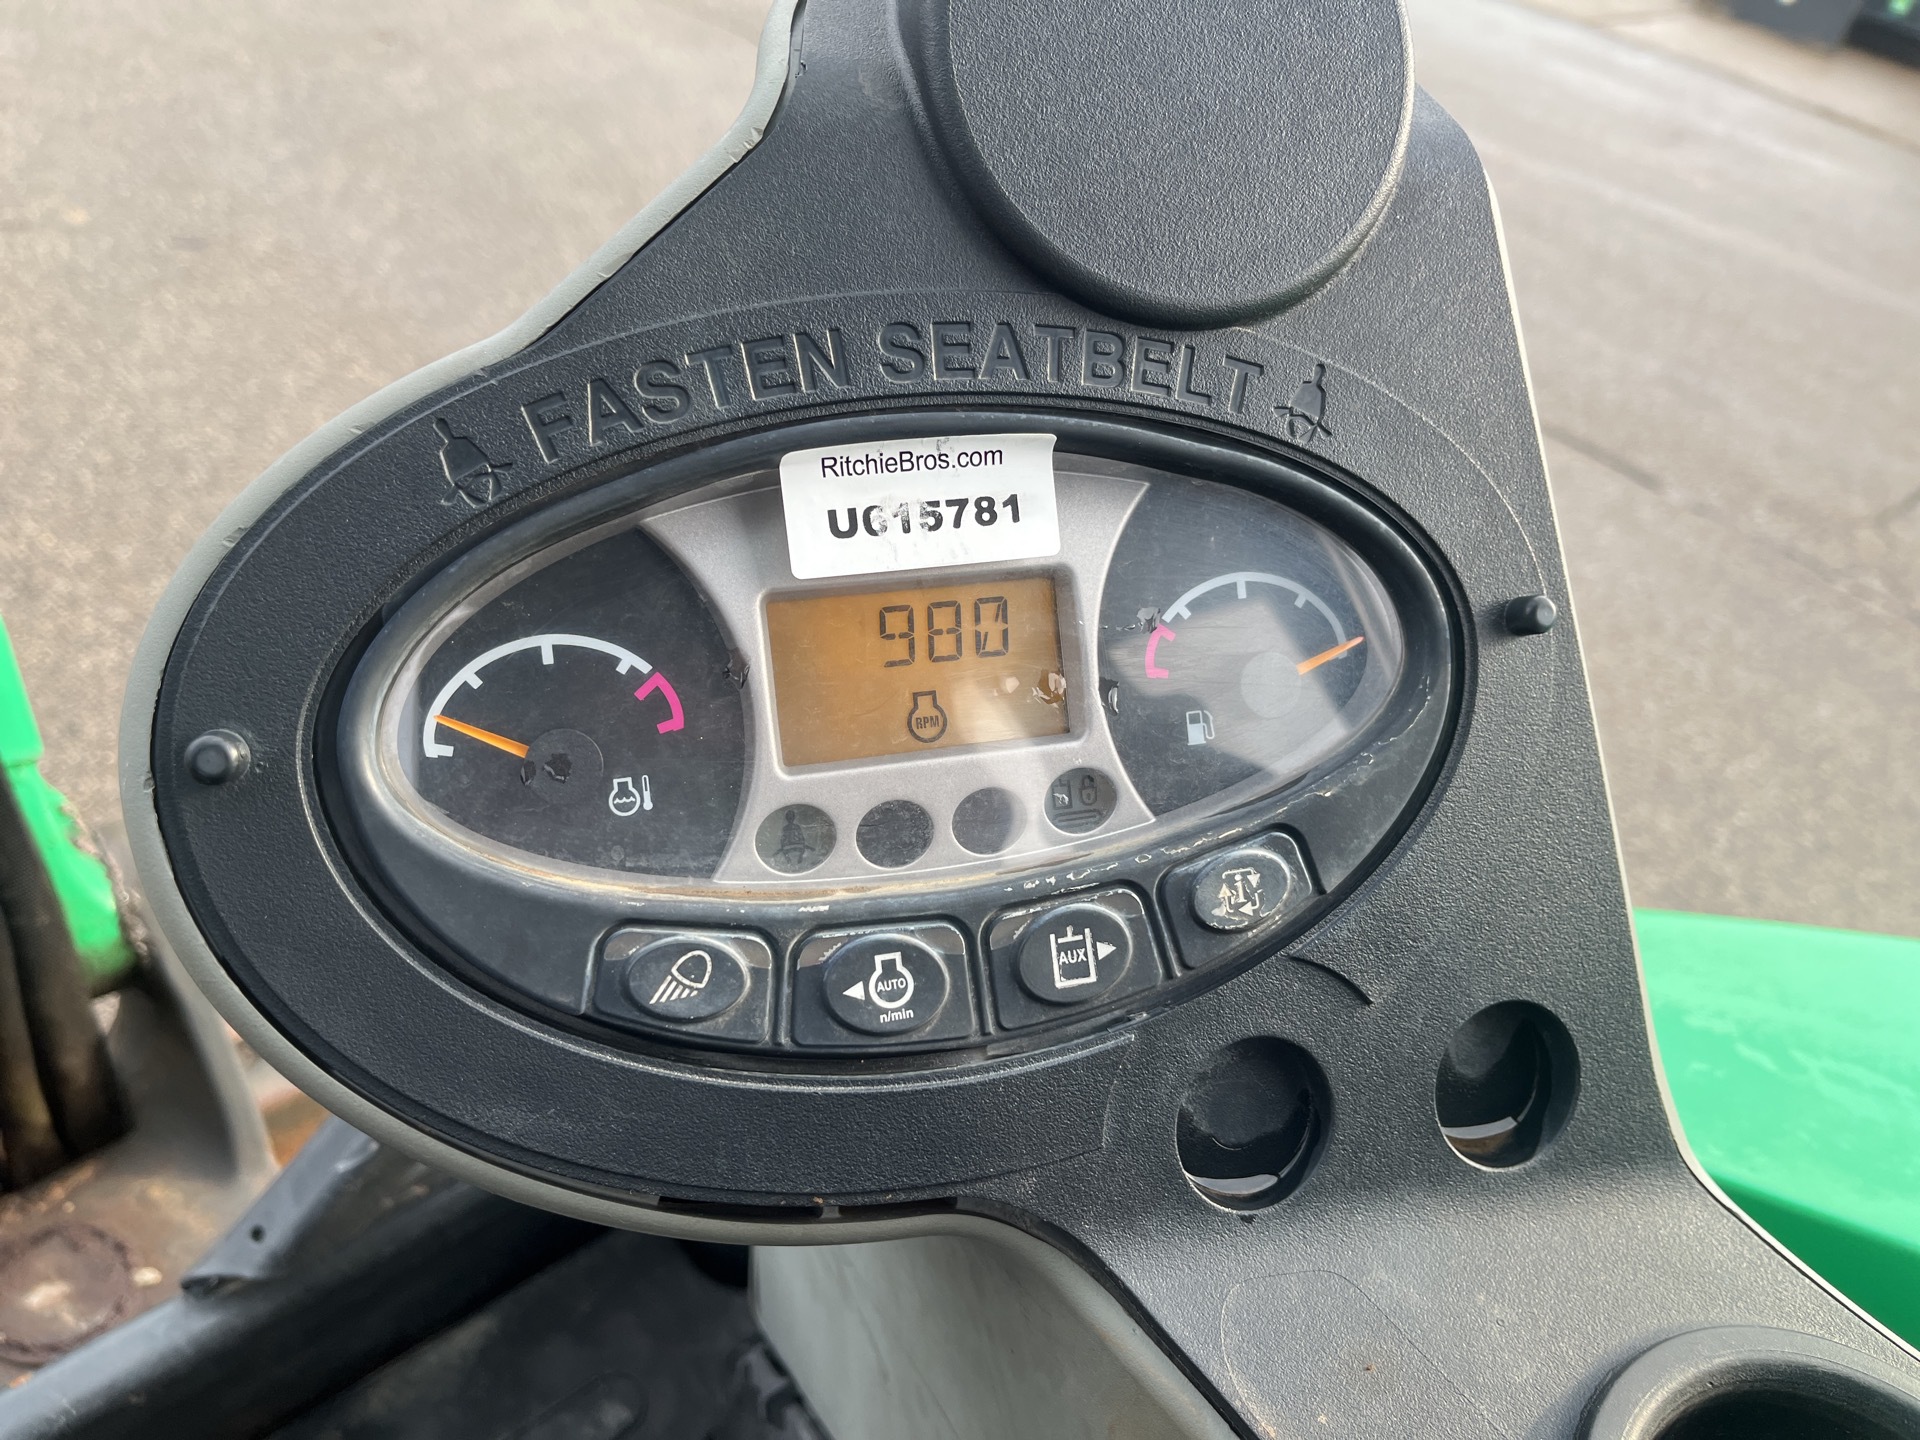 FASTEN SEATBELT
RitchieBros.com
U015781
980
RPM
AUTO
n/min
AUX
i